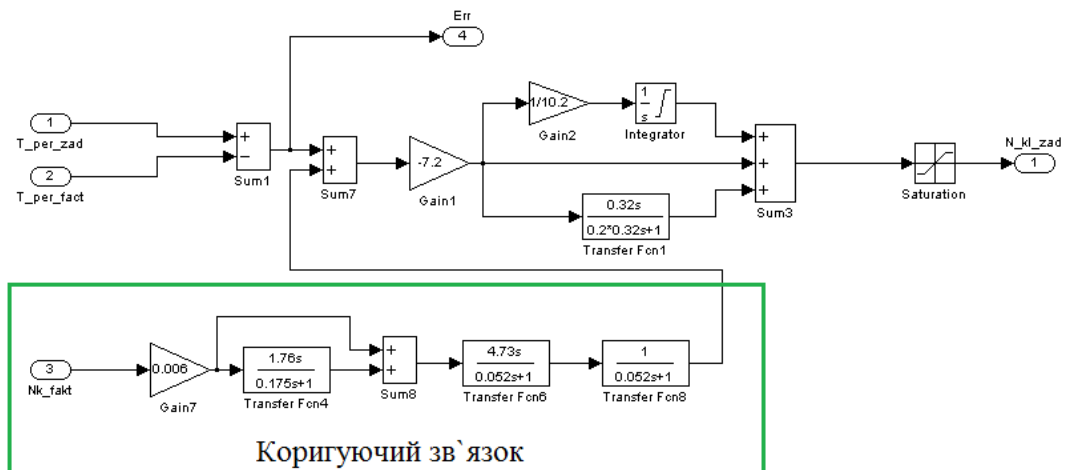 Err
4
1
T_per_zad
2
T_per_fact
+
−
Sum1
+
+
Sum7
-7.2
Gain1
1/10.2
Gain2
1
s
Integrator
0.32s
0.2*0.32s+1
Transfer Fcn1
+
+
+
Sum3
Saturation
N_kl_zad
1
3
Nk_fakt
0.006
Gain7
1.76s
0.175s+1
Transfer Fcn4
+
+
Sum8
4.73s
0.052s+1
Transfer Fcn6
1
0.052s+1
Transfer Fcn8
Коригуючий зв`язок